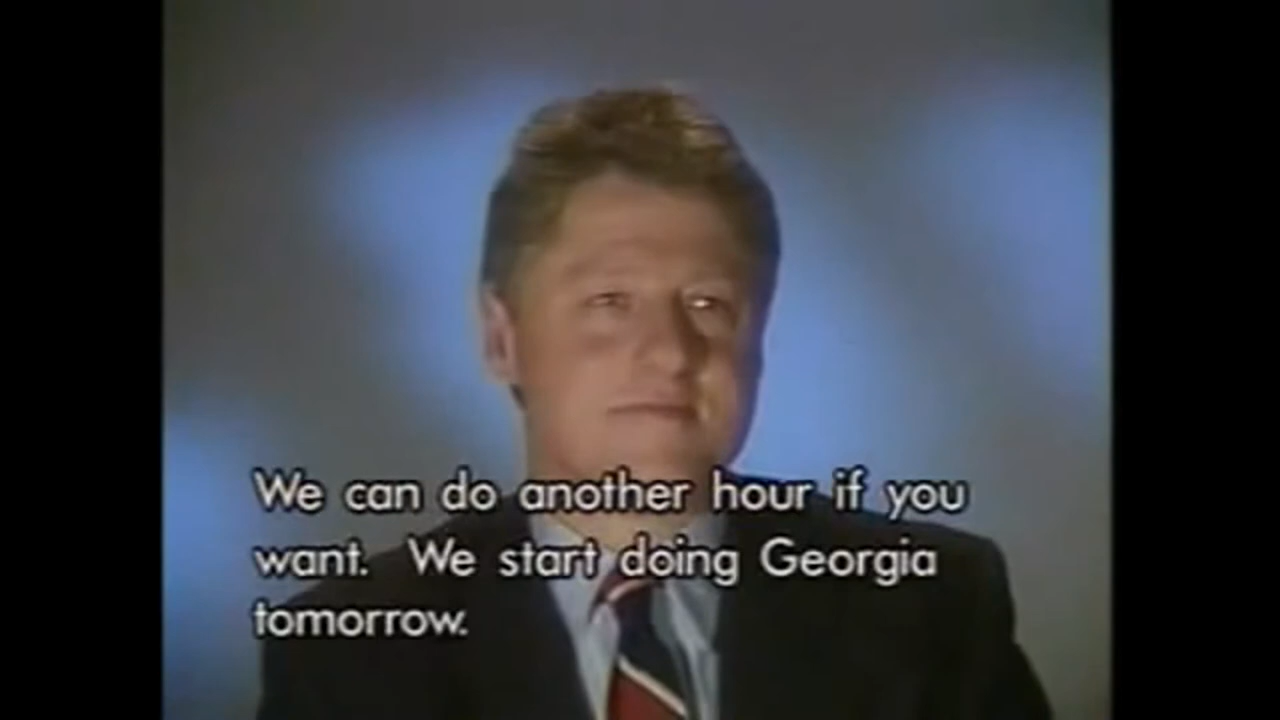 We can do another hour if you
want. We start doing Georgia
tomorrow.